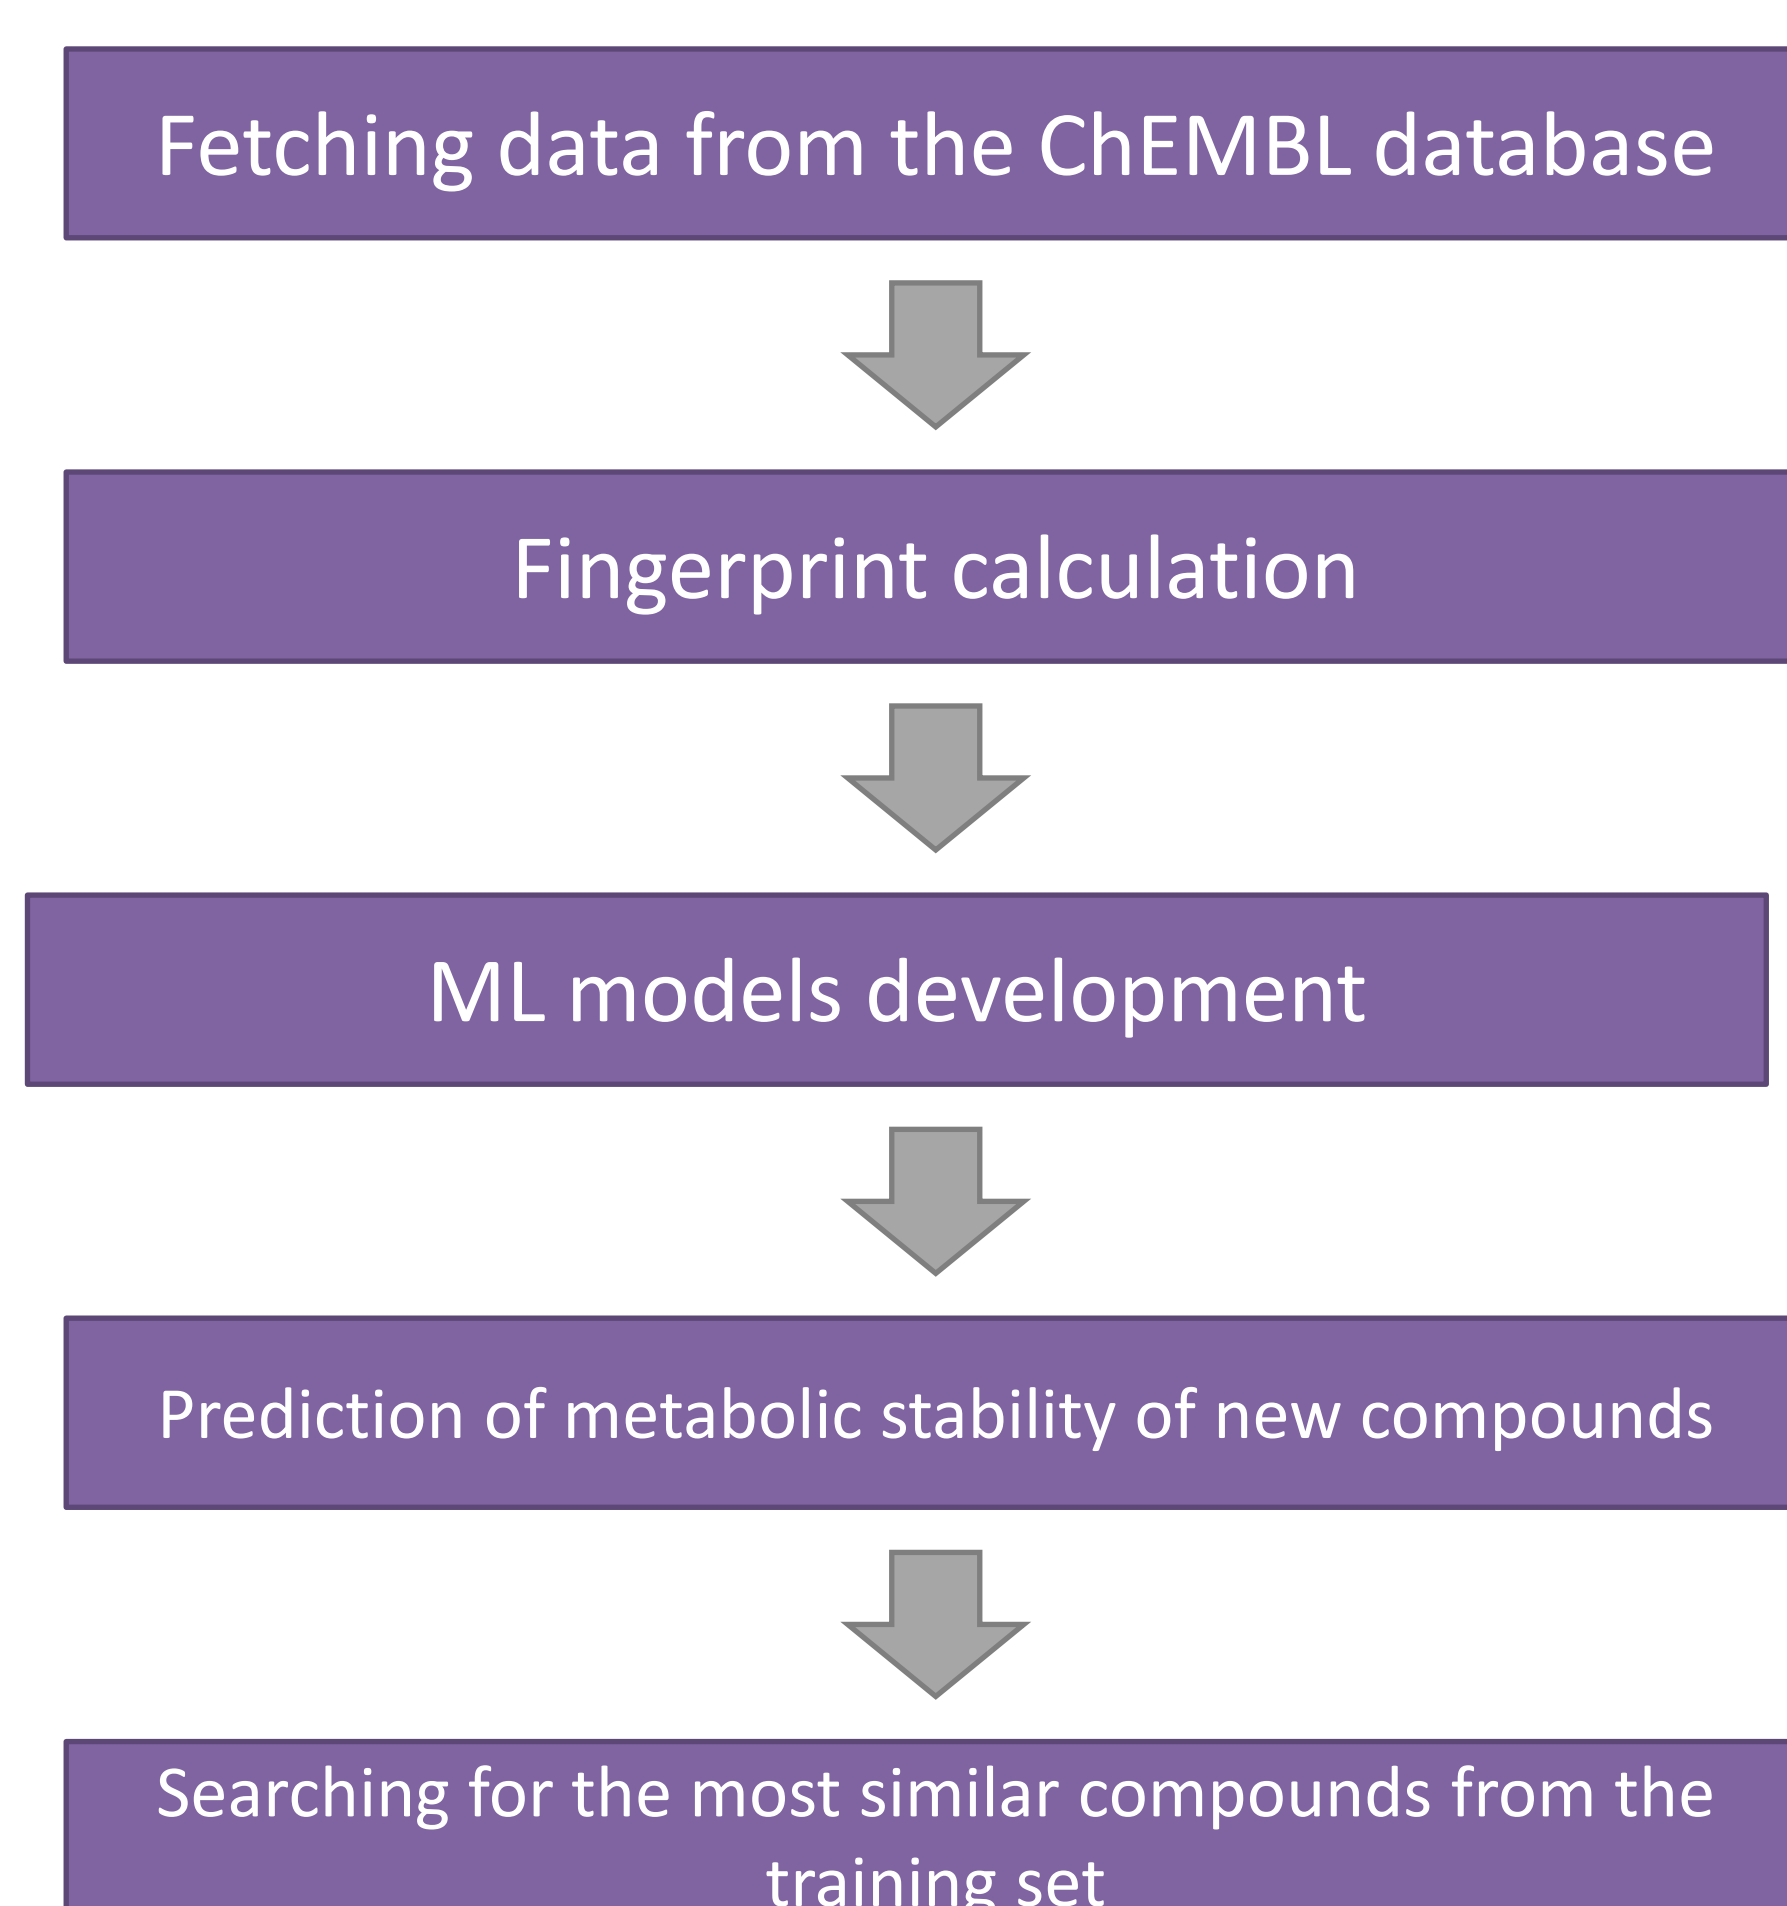 Fetching data from the ChEMBL database
Fingerprint calculation
ML models development
Prediction of metabolic stability of new compounds
Searching for the most similar compounds from the
training set